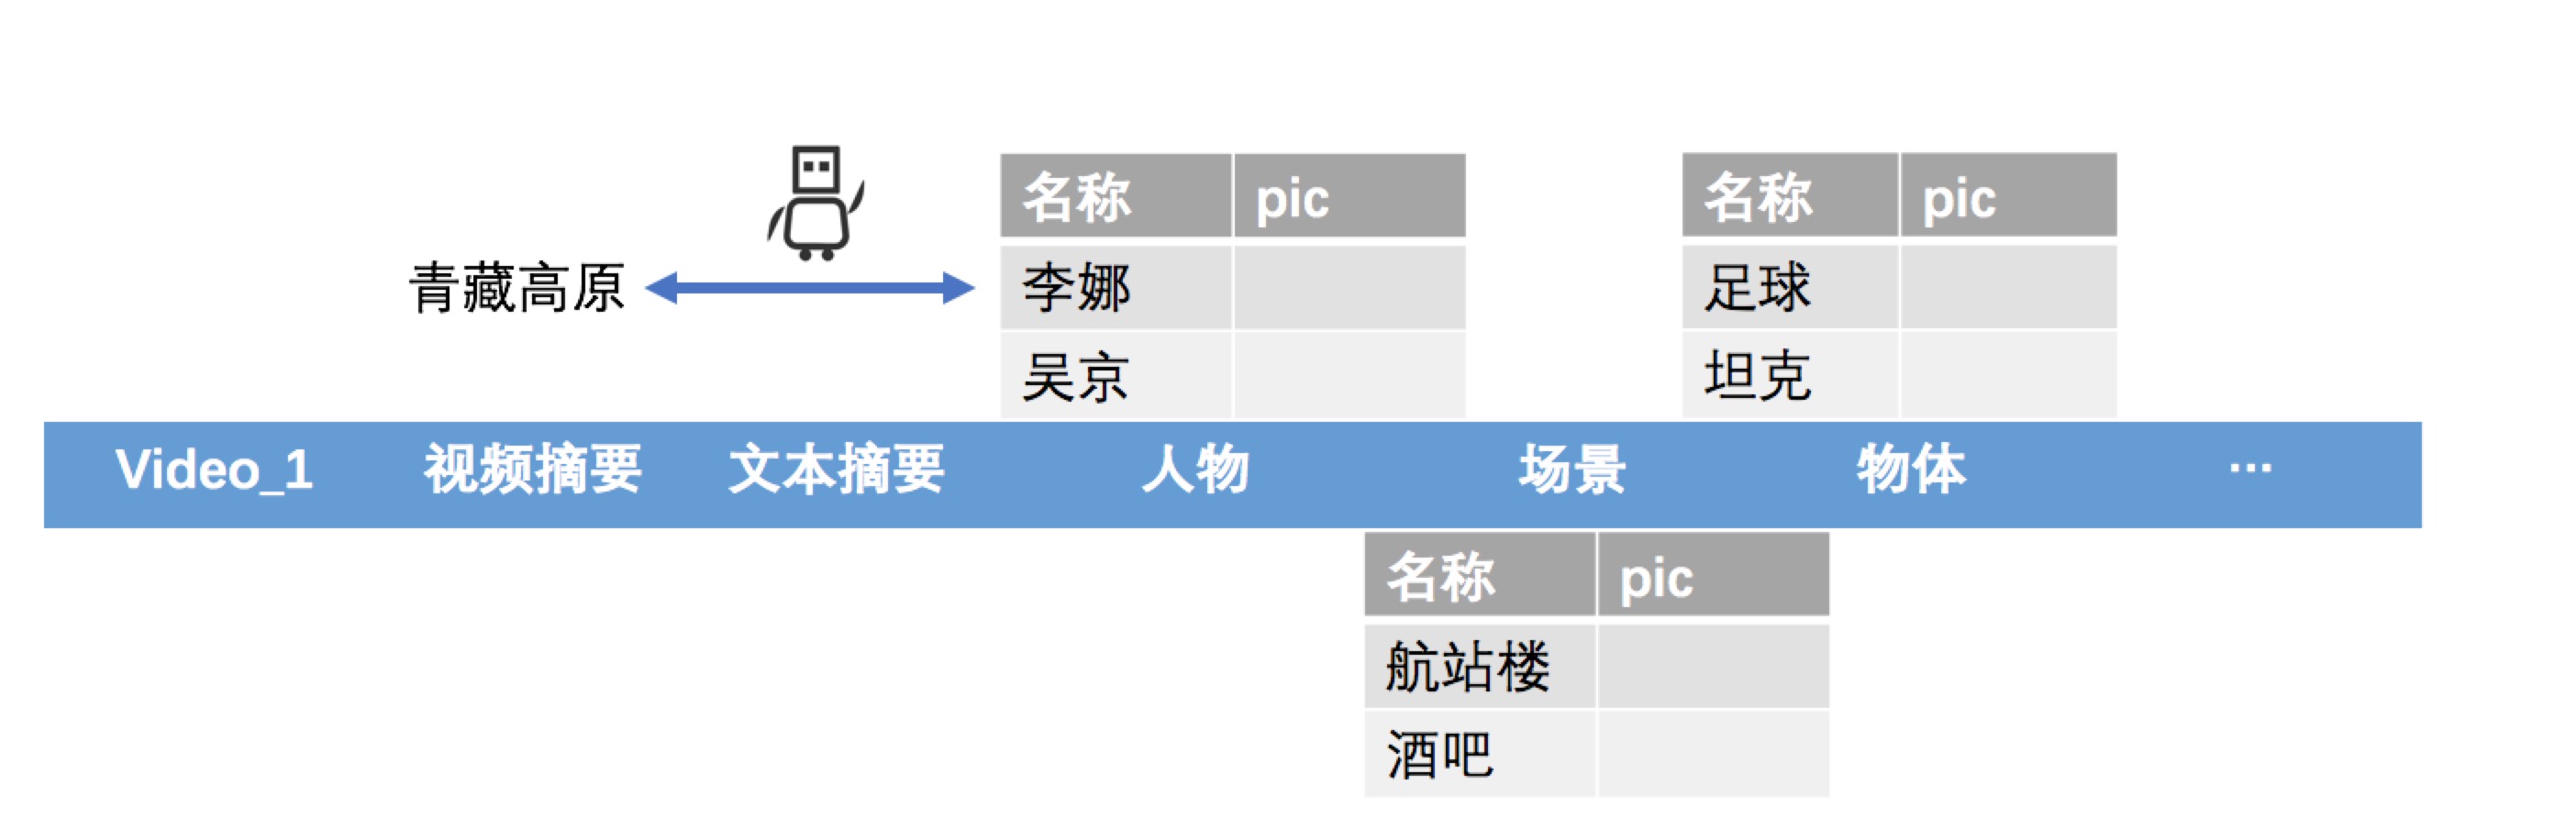 名称 pic
名称 pic
青藏高原
李娜
足球
吴京
坦克
Video_1 视频摘要 文本摘要 人物 场景 物体 ...
名称 pic
航站楼
酒吧